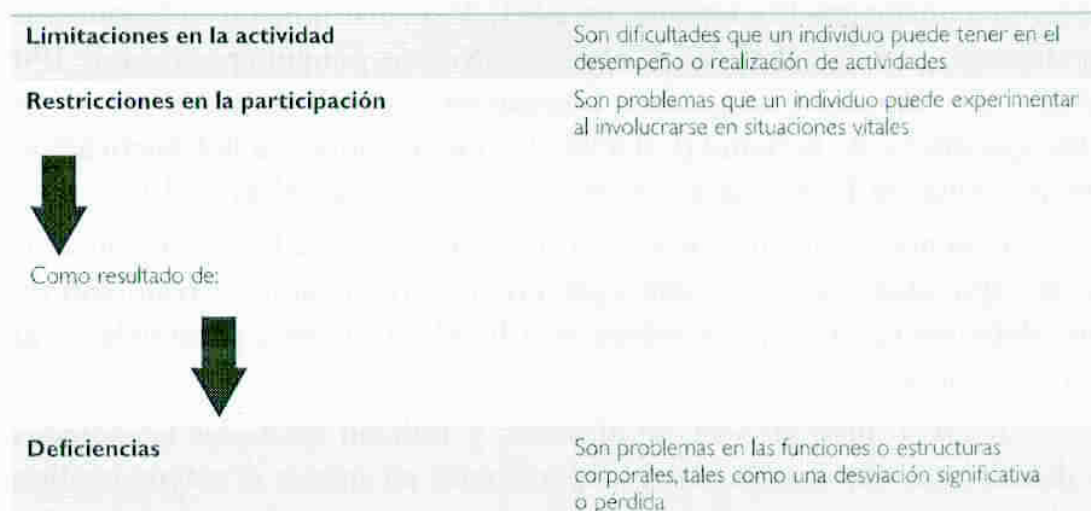 Limitaciones en la actividad
Son dificultades que un individuo puede tener en el
desempeño o realización de actividades
Restricciones en la participación
Son problemas que un individuo puede experimentar
al involucrarse en situaciones vitales
Como resultado de:
Deficiencias
Son problemas en las funciones o estructuras
corporales, tales como una desviación significativa
o pérdida